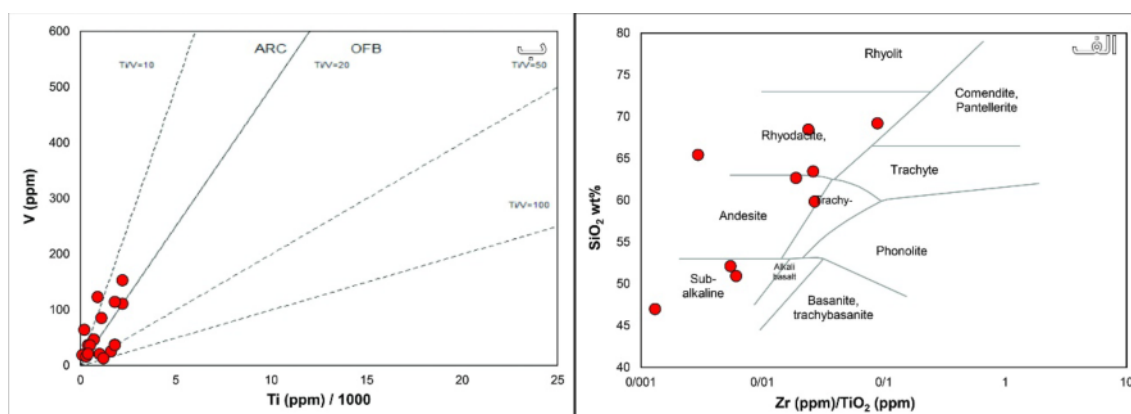 ب
ARC
OFB
Ti/V=10
Ti/V=20
Ti/V=50
Ti/V=100
600
500
400
300
200
100
0
0
5
10
15
20
25
V (ppm)
Ti (ppm) / 1000
الف
Rhyolit
Comendite,
Pantellerite
Rhyodacite,
Trachyte
Trachy-
Andesite
Phonolite
Sub-
alkaline
Alkali
basalt
Basanite,
trachybasanite
80
75
70
65
60
55
50
45
40
0/001
0/01
0/1
1
10
SiO₂ wt%
Zr (ppm)/TiO₂ (ppm)